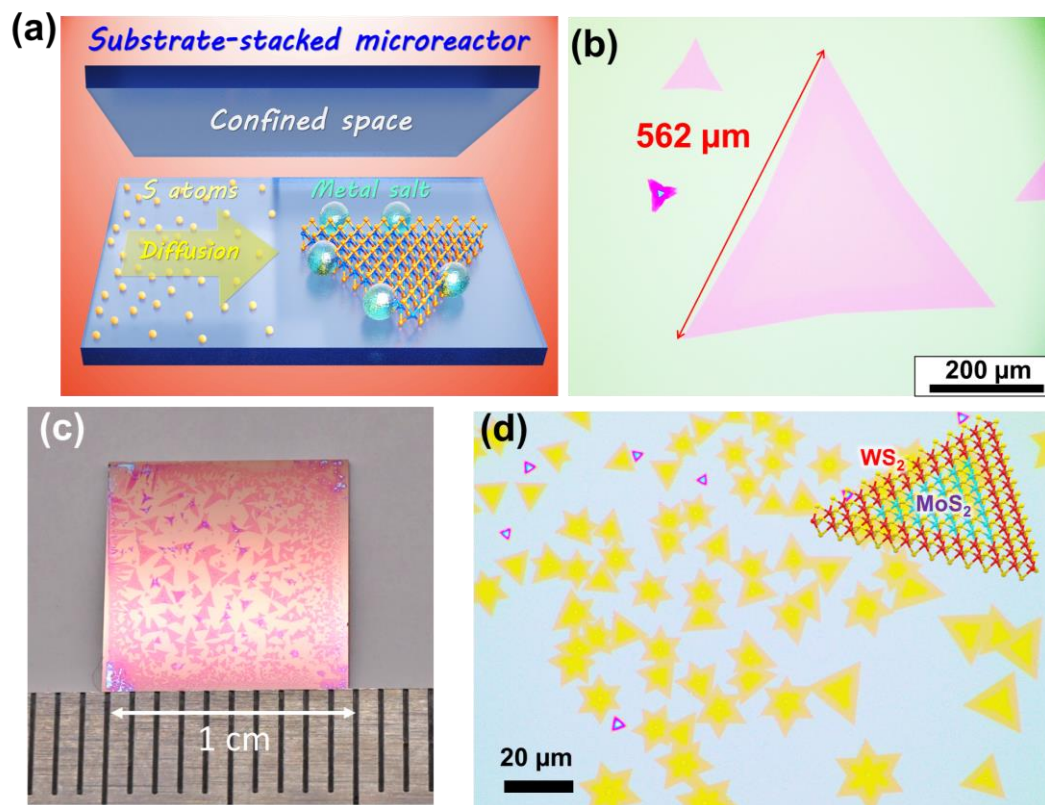 (a)
Substrate-stacked microreactor
Confined space
S atoms
Metal salt
Diffusion
(b)
562 µm
200 µm
(c)
1 cm
(d)
WS₂
MoS₂
20 µm